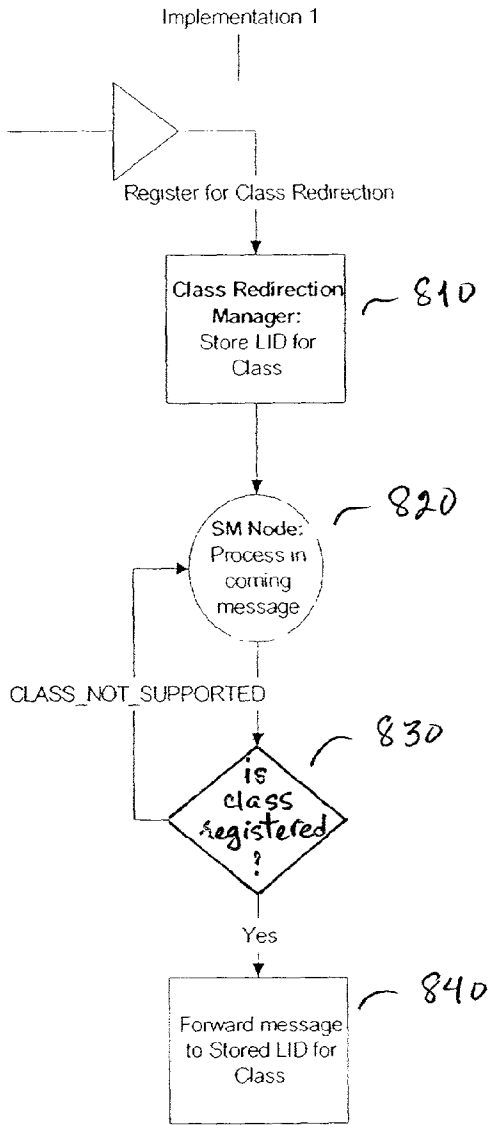 Implementation 1
Register for Class Redirection
Class Redirection
Manager:
Store LID for
Class
810
SM Node:
Process in
coming
message
820
CLASS_NOT_SUPPORTED
830
is
class
registered
?
Yes
Forward message
to Stored LID for
Class
840